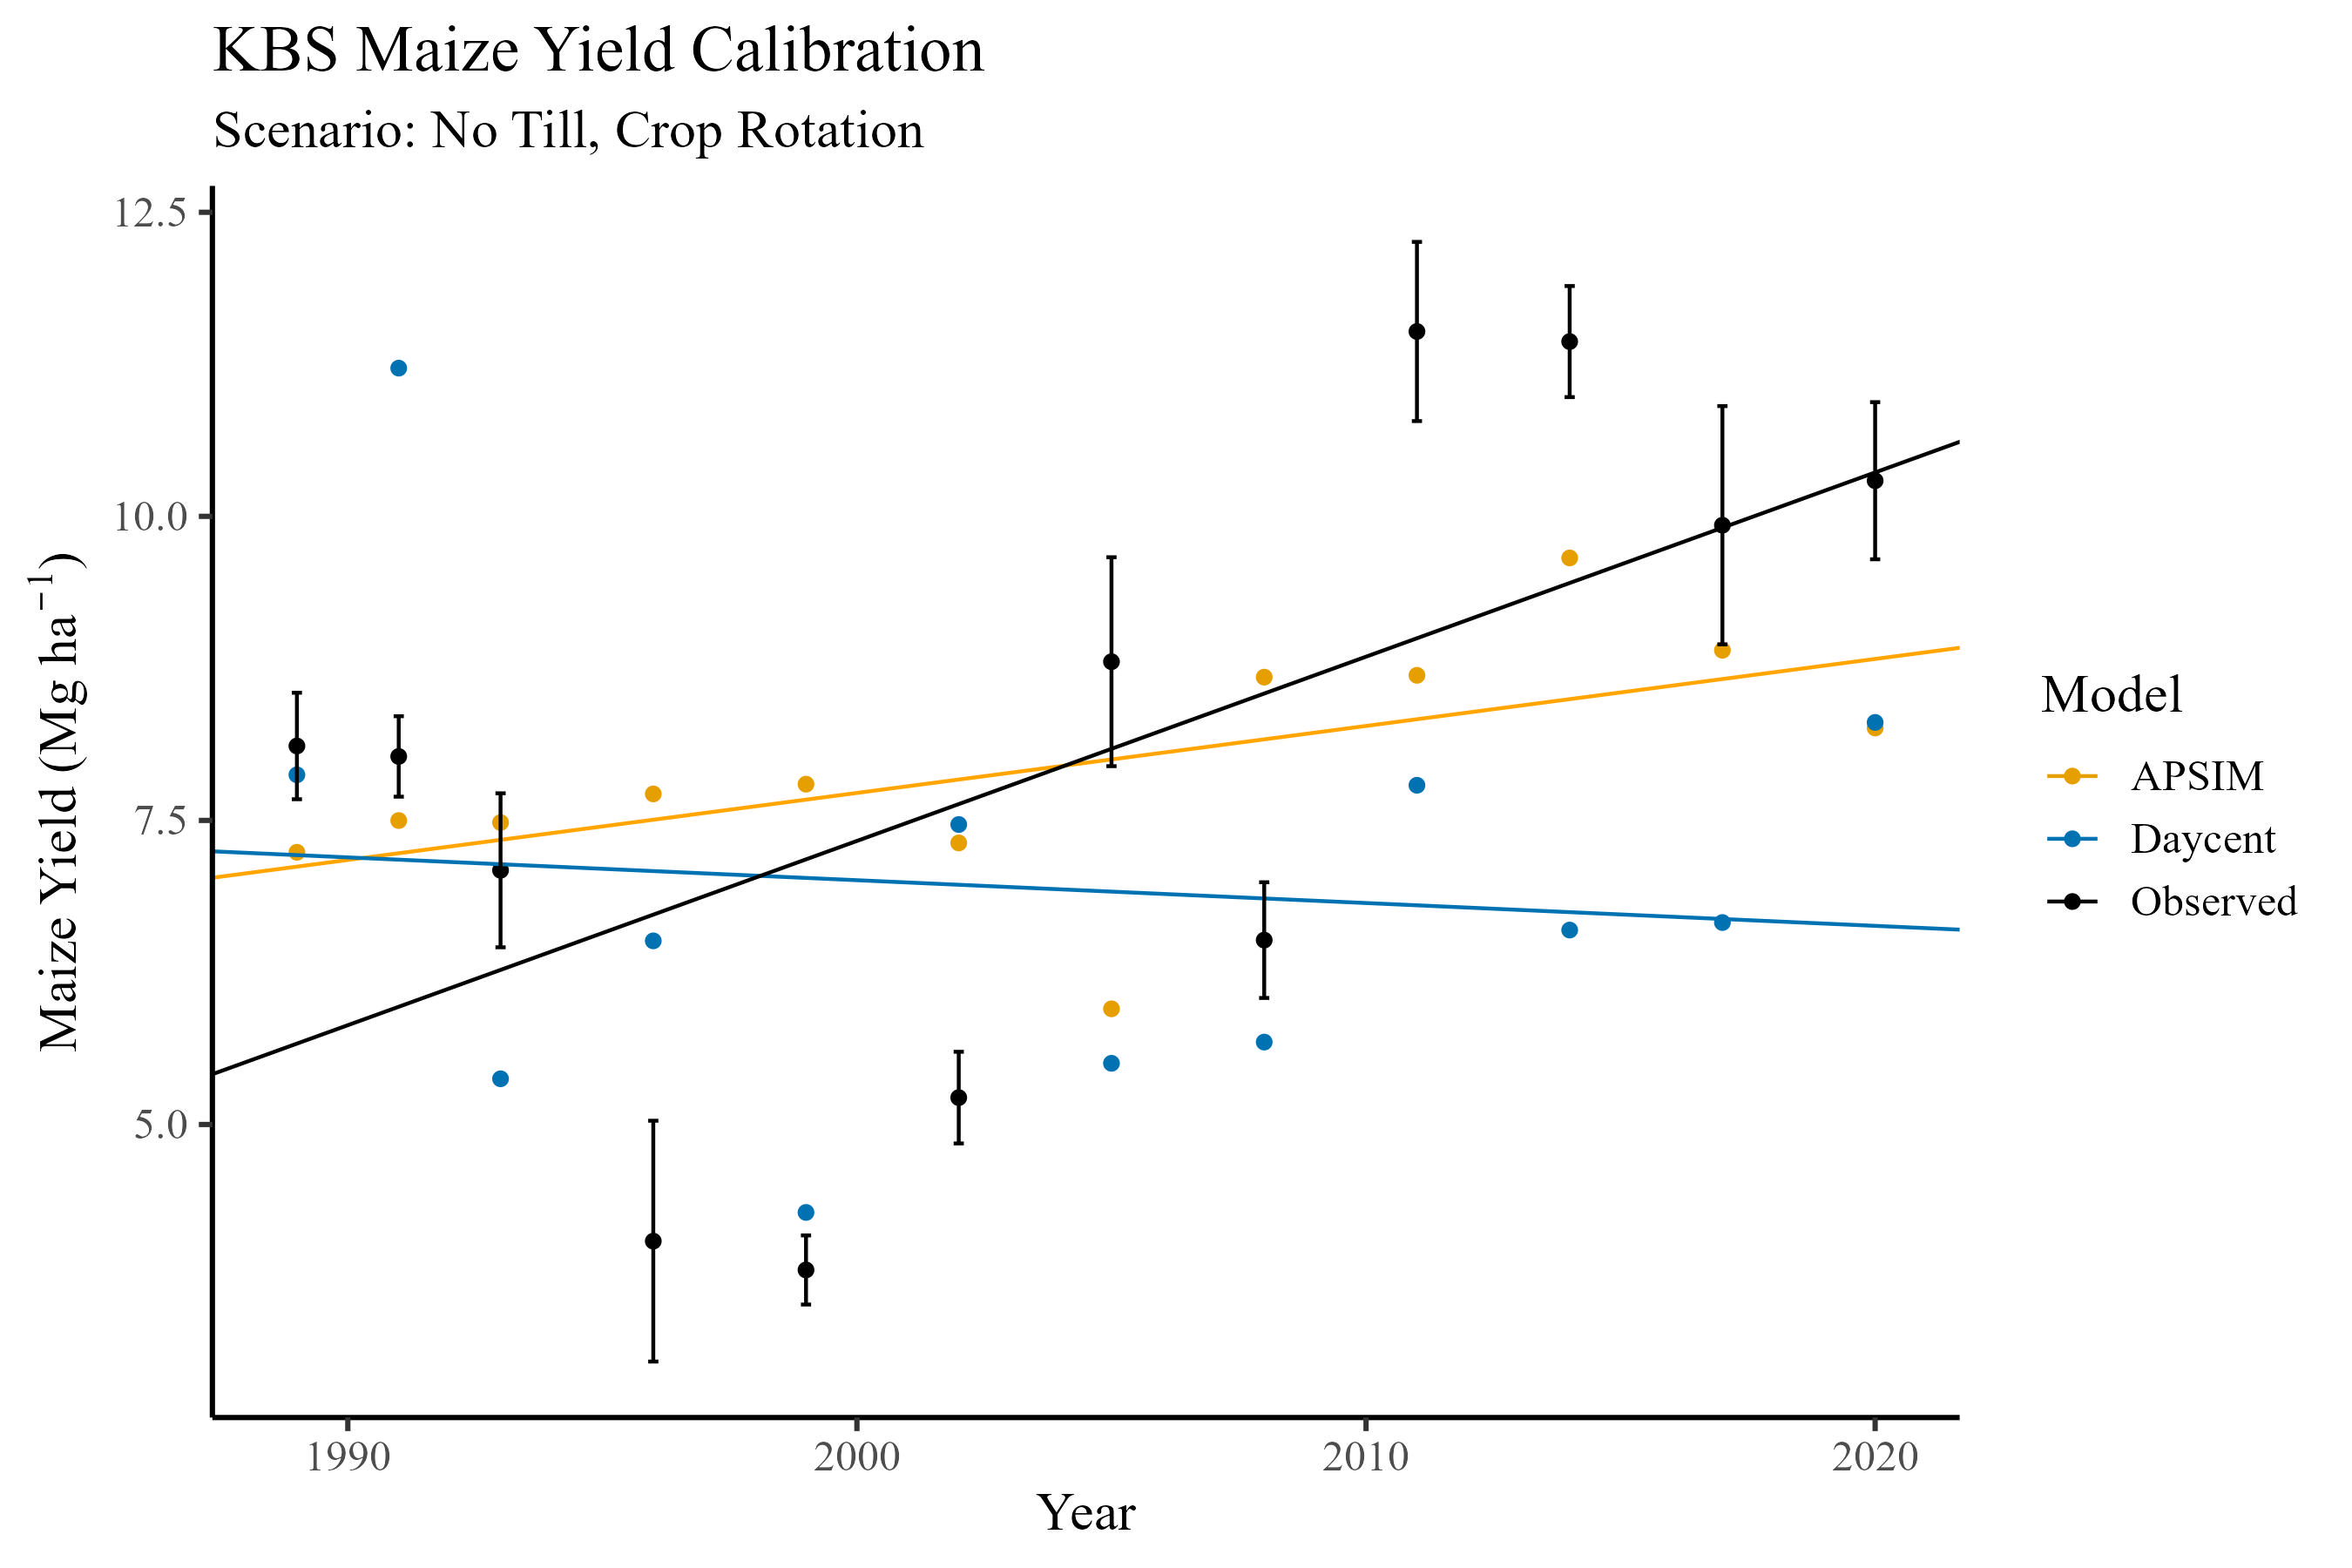 KBS Maize Yield Calibration
Scenario: No Till, Crop Rotation
12.5
10.0
7.5
5.0
Maize Yield (Mg ha⁻¹)
1990
2000
2010
2020
Year
Model
APSIM
Daycent
Observed